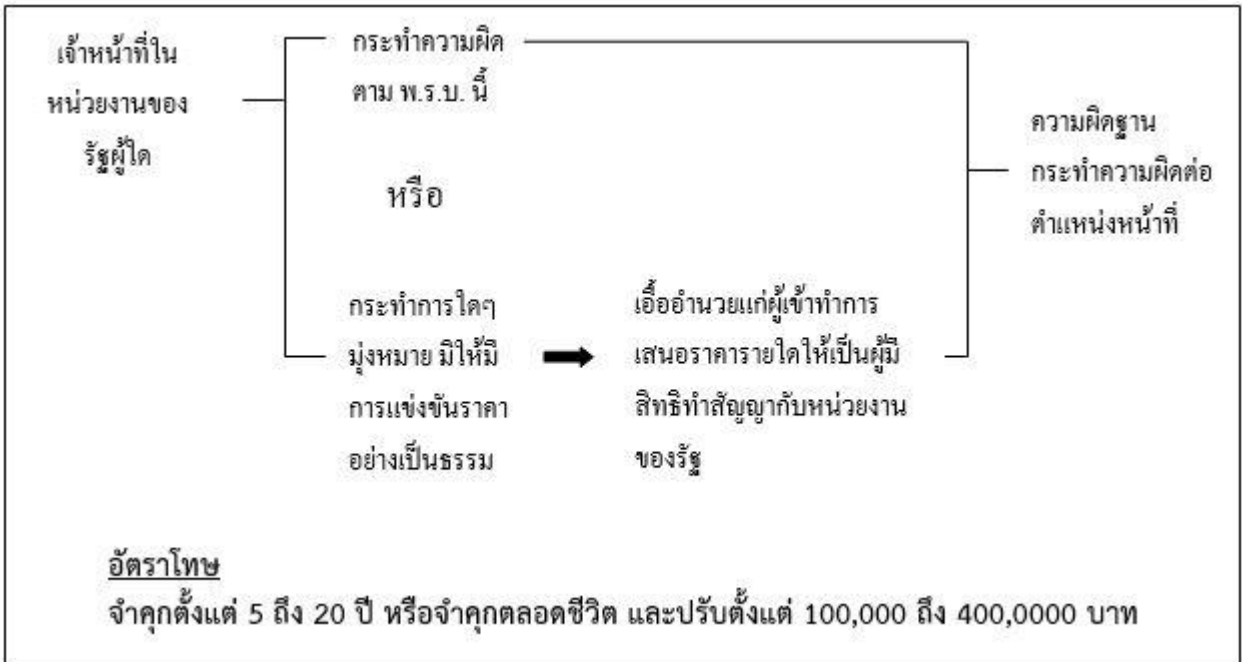 เจ้าหน้าที่ใน
หน่วยงานของ
รัฐผู้ใด
กระทำความผิด
ตาม พ.ร.บ. นี้
หรือ
กระทำการใดๆ
มุ่งหมาย มิให้มี
การแข่งขันราคา
อย่างเป็นธรรม
เอื้ออำนวยแก่ผู้เข้าทำการ
เสนอราคารายใดให้เป็นผู้มี
สิทธิทำสัญญากับหน่วยงาน
ของรัฐ
ความผิดฐาน
กระทำความผิดต่อ
ตำแหน่งหน้าที่
อัตราโทษ
จำคุกตั้งแต่ 5 ถึง 20 ปี หรือจำคุกตลอดชีวิต และปรับตั้งแต่ 100,000 ถึง 400,0000 บาท